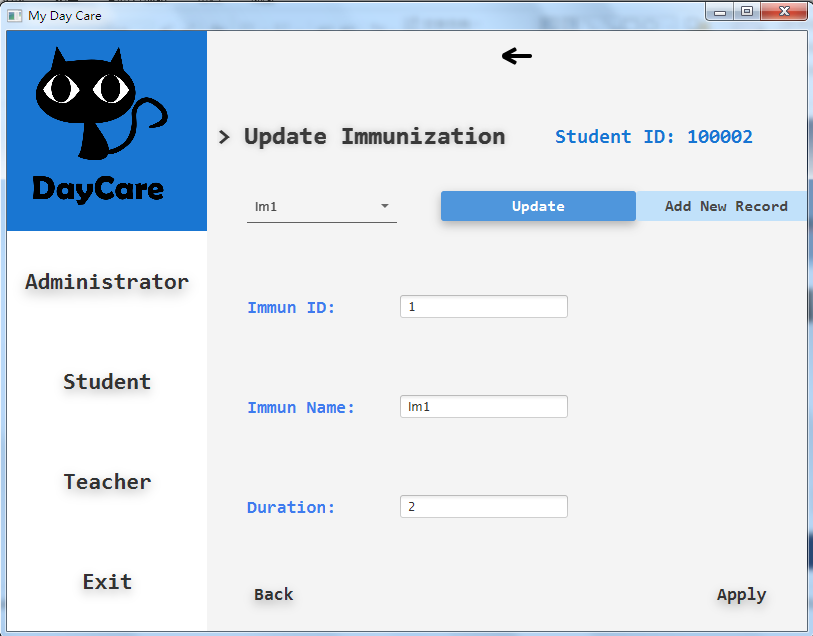 My Day Care
DayCare
Administrator
Student
Teacher
Exit
> Update Immunization
Student ID: 100002
Im1
Update
Add New Record
Immun ID:
1
Immun Name:
Im1
Duration:
2
Back
Apply